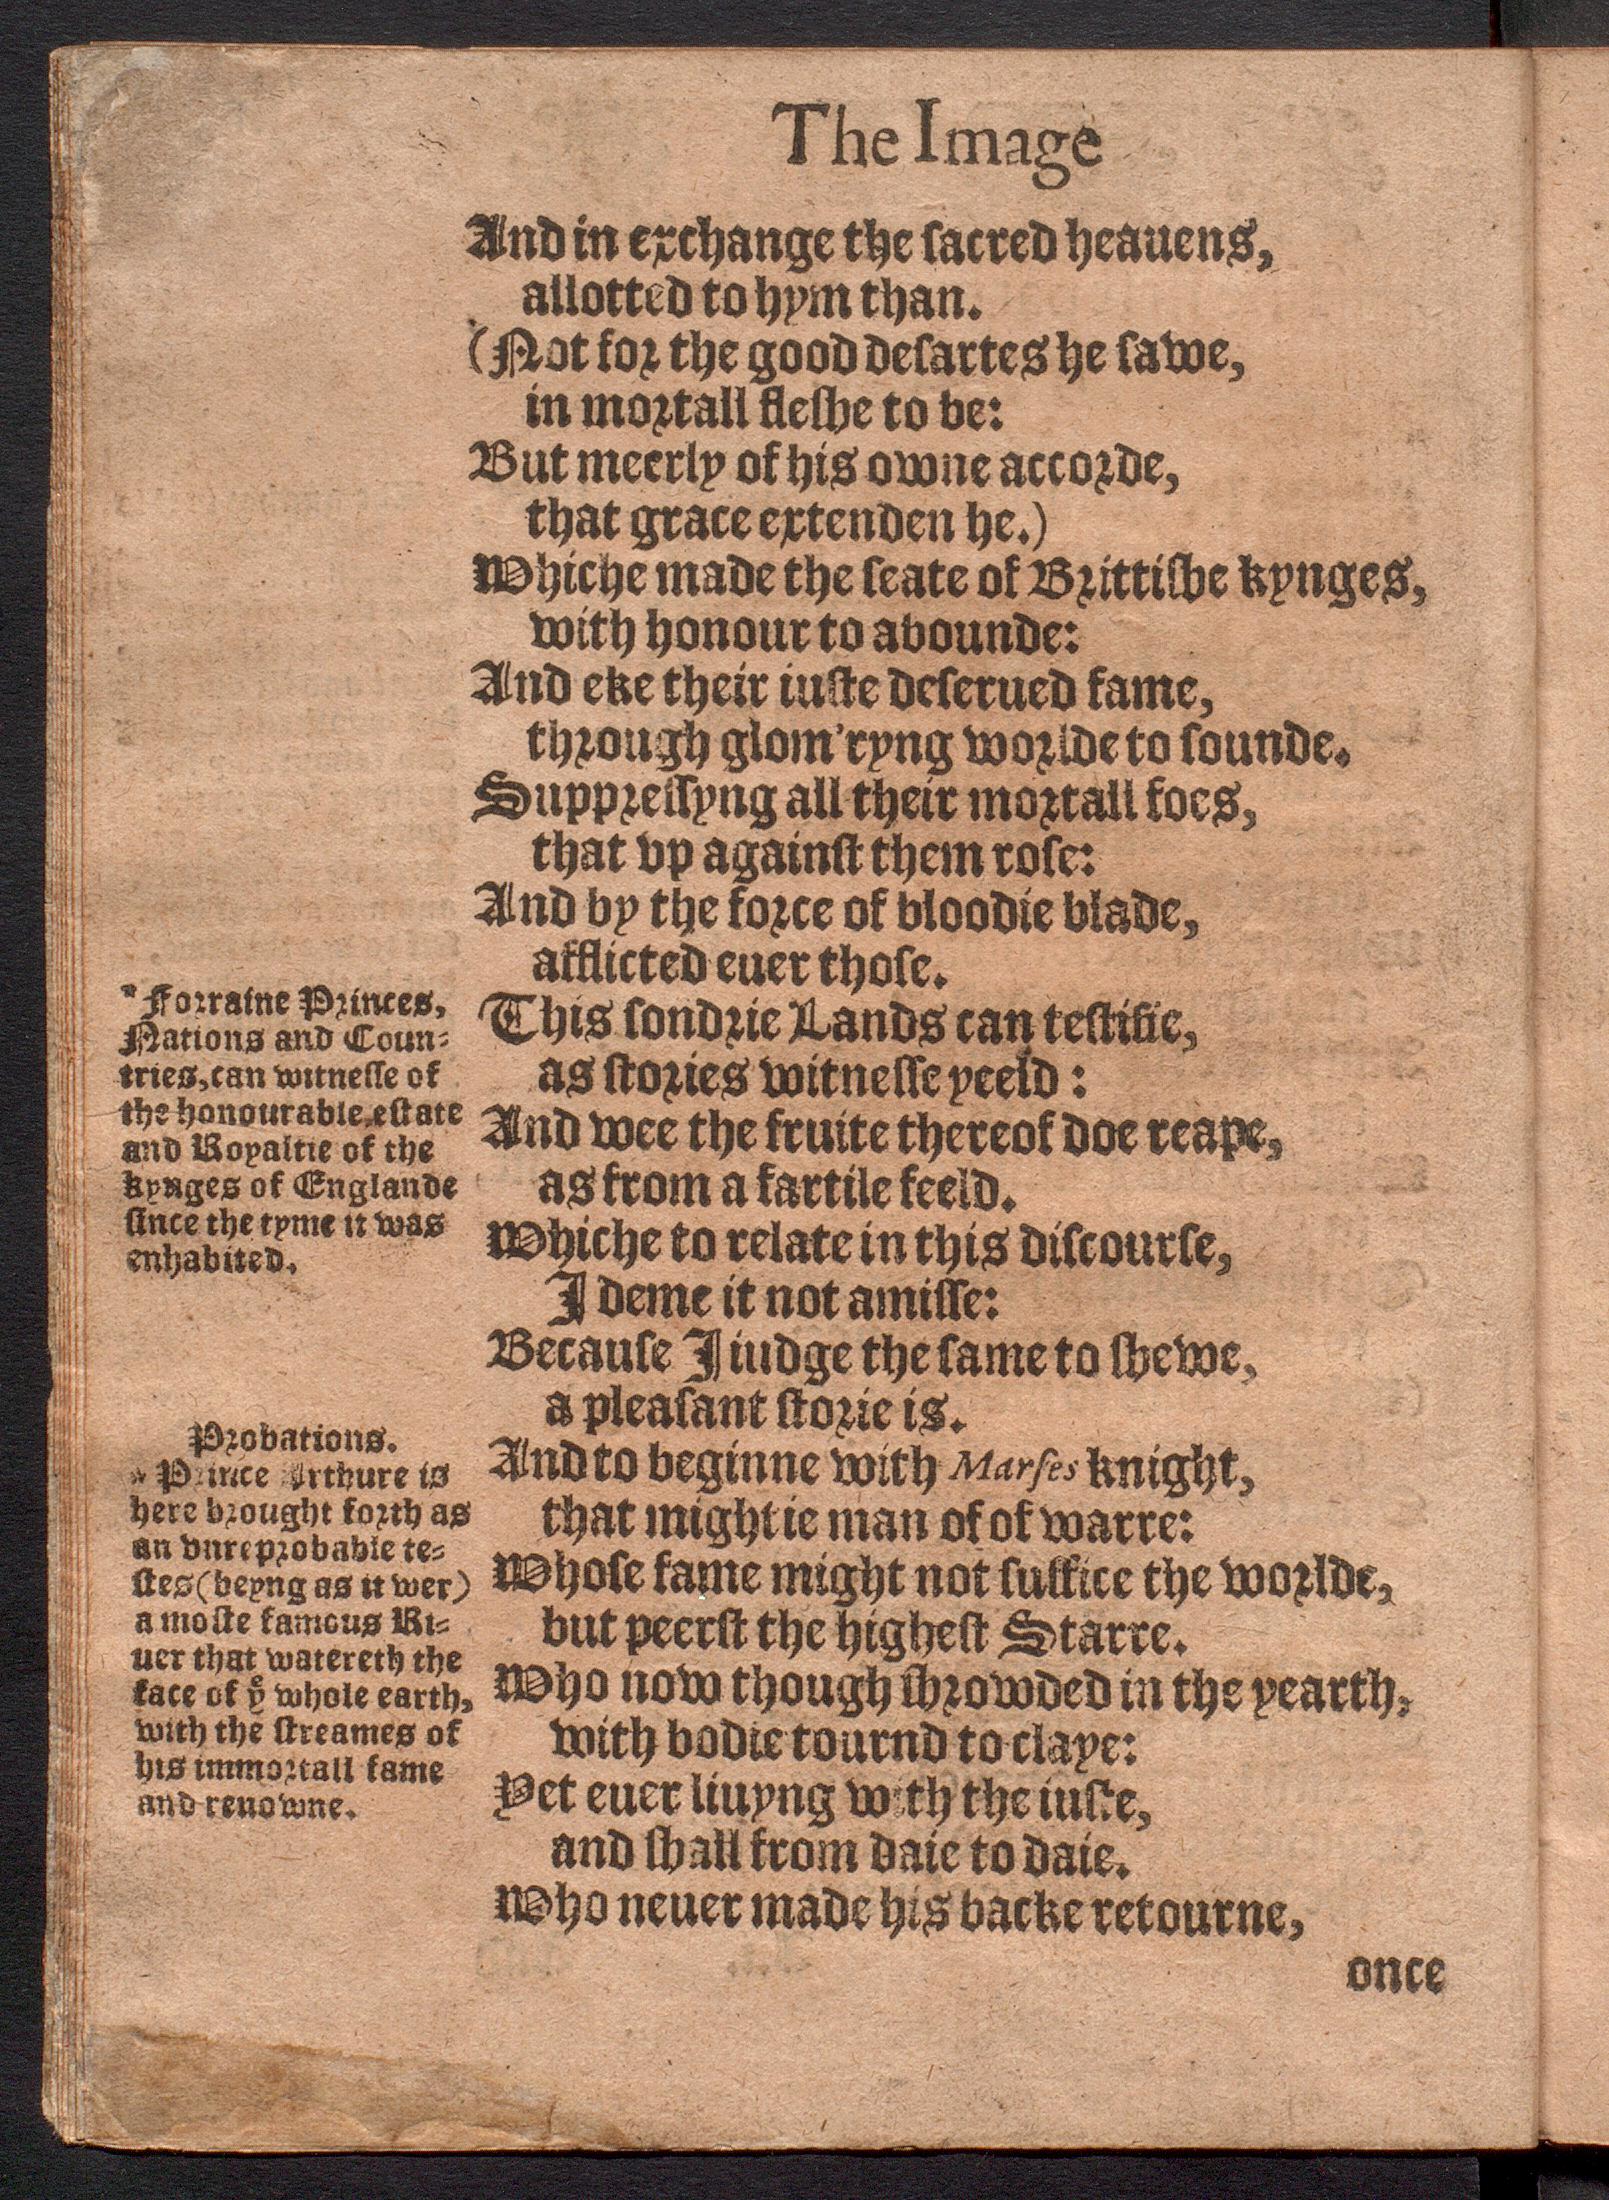 The Image
And in exchange the ſacred heauens,
allotted to hym than.
(Not for the good deſartes he ſawe,
in mortall fleſhe to be:
But meerly of his owne accorde,
that grace extenden he.)
Whiche made the ſeate of Brittiſhe kynges,
with honour to abounde:
And eke their iuſte deſerued fame,
through glom'ryng worlde to ſounde.
Suppreſſyng all their mortall foes,
that vp againſt them roſe:
And by the force of bloodie blade,
afflicted euer thoſe.
This ſondrie Lands can teſtifie,
as ſtories witneſſe yeeld :
And wee the fruite thereof doe reape,
as from a fartile feeld.
Whiche to relate in this diſcourſe,
I deme it not amiſſe:
Becauſe I iudge the ſame to ſhewe,
a pleaſant ſtorie is.
And to beginne with Marſes knight,
that mightie man of of warre:
Whoſe fame might not ſuffice the worlde,
but peerſt the higheſt Starre.
Who now though ſhrowded in the yearth,
with bodie tournd to claye:
Yet euer liuyng with the iuſte,
and ſhall from daie to daie.
Who neuer made his backe retourne,
once
* Forraine Princes,
Nations and Coun-
tries, can witneſſe of
the honourable eſtate
and Royaltie of the
kynges of Englande
ſince the tyme it was
enhabited.
Probations.
* Prince Arthure is
here brought forth as
an vnreprobable te-
ſtes (beyng as it wer)
a moſte famous Ri-
uer that watereth the
face of yͤ whole earth,
with the ſtreames of
his immortall fame
and renowne.